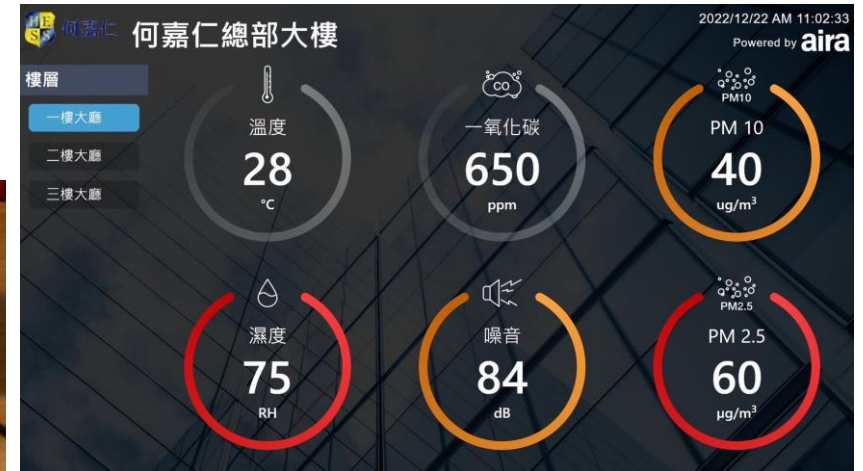 HESS
何嘉仁
何嘉仁總部大樓
2022/12/22 AM 11:02:33
Powered by aira
樓層
一樓大廳
二樓大廳
三樓大廳
溫度
28
°C
CO
一氧化碳
650
ppm
PM10
PM 10
40
ug/m³
濕度
75
RH
噪音
84
dB
PM2.5
PM 2.5
60
µg/m³